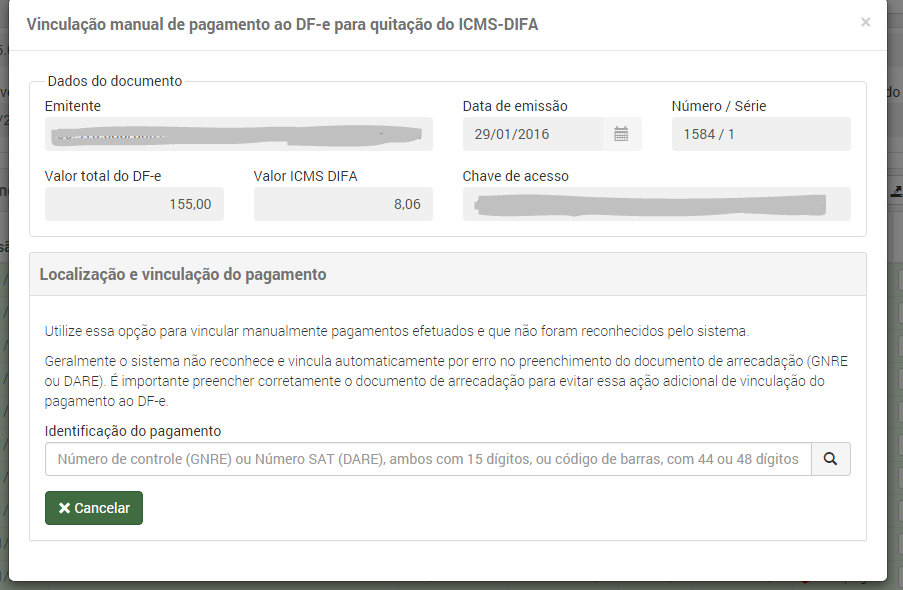 Vinculação manual de pagamento ao DF-e para quitação do ICMS-DIFA
×
Dados do documento
Emitente
Data de emissão
Número / Série
29/01/2016
1584 / 1
Valor total do DF-e
Valor ICMS DIFA
Chave de acesso
155,00
8,06
Localização e vinculação do pagamento
Utilize essa opção para vincular manualmente pagamentos efetuados e que não foram reconhecidos pelo sistema.
Geralmente o sistema não reconhece e vincula automaticamente por erro no preenchimento do documento de arrecadação (GNRE
ou DARE). É importante preencher corretamente o documento de arrecadação para evitar essa ação adicional de vinculação do
pagamento ao DF-e.
Identificação do pagamento
Número de controle (GNRE) ou Número SAT (DARE), ambos com 15 dígitos, ou código de barras, com 44 ou 48 dígitos
Cancelar